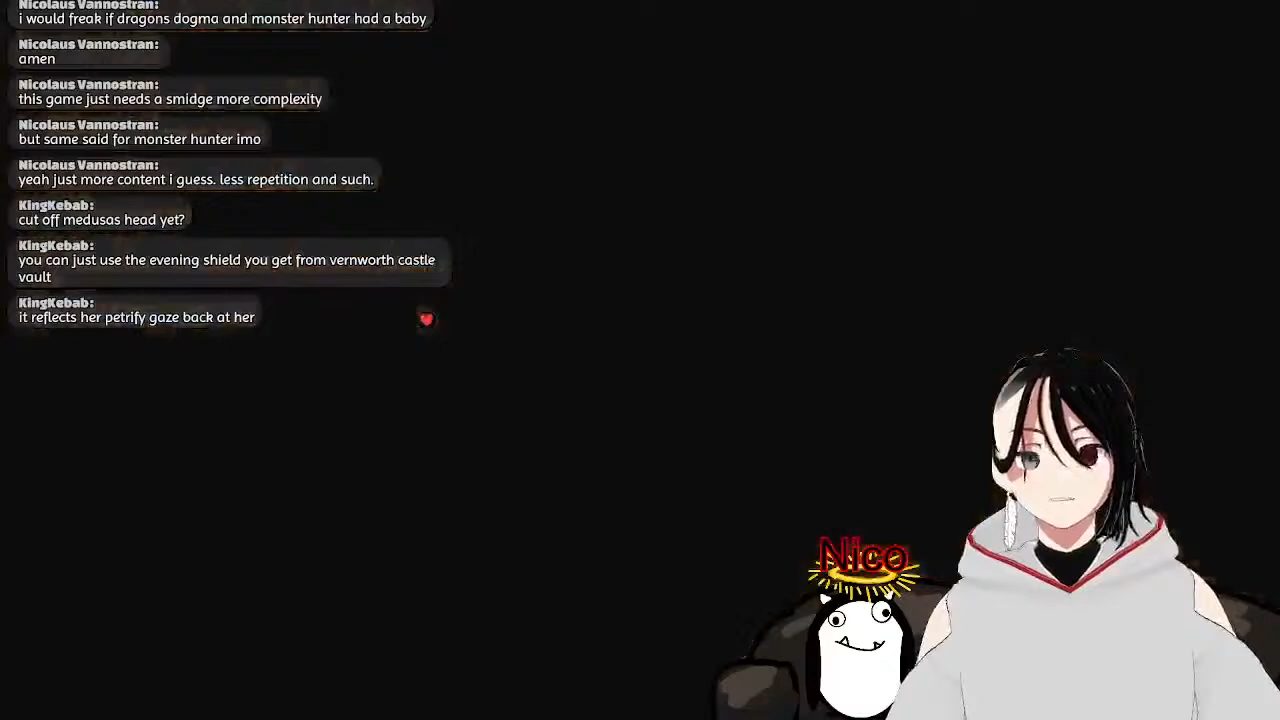 Nicolaus Vannostran:
i would freak if dragons dogma and monster hunter had a baby
Nicolaus Vannostran:
amen
Nicolaus Vannostran:
this game just needs a smidge more complexity
Nicolaus Vannostran:
but same said for monster hunter imo
Nicolaus Vannostran:
yeah just more content i guess. less repetition and such.
KingKebab:
cut off medusas head yet?
KingKebab:
you can just use the evening shield you get from vernworth castle
vault
KingKebab:
it reflects her petrify gaze back at her
Nico